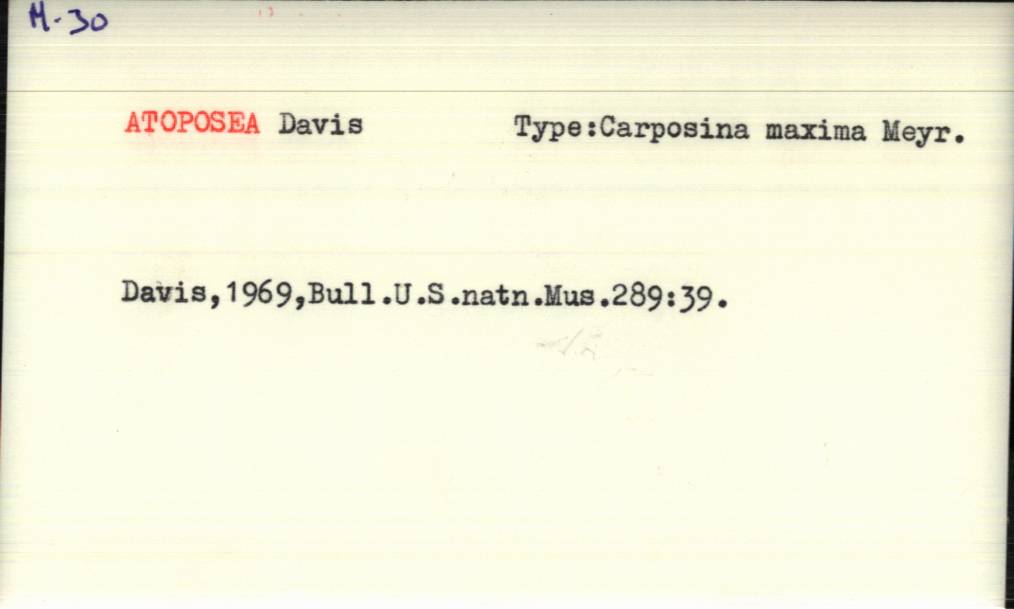 M-30
ATOPOSEA Davis Type:Carposina maxima Meyr.
Davis,1969,Bull.U.S.natn.Mus.289:39.